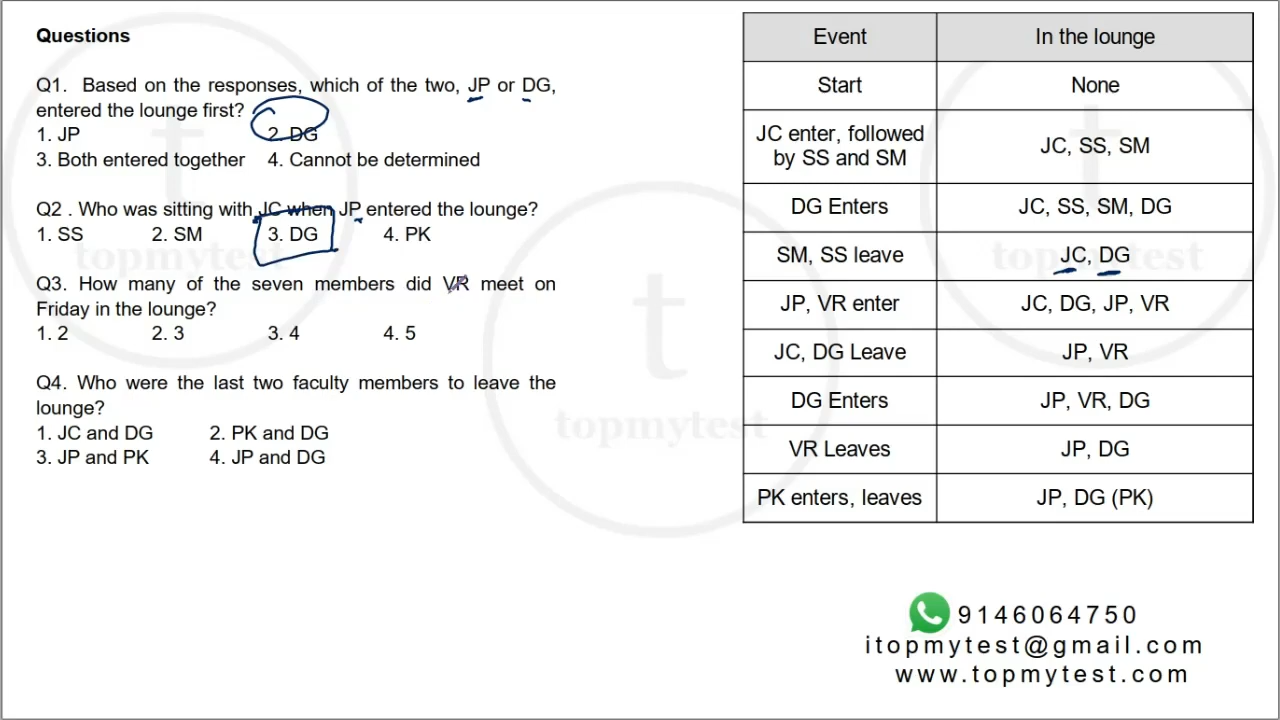 Questions
Q1. Based on the responses, which of the two, JP or DG,
entered the lounge first?
1. JP 2. DG
3. Both entered together 4. Cannot be determined
Q2 . Who was sitting with JC when JP entered the lounge?
1. SS 2. SM 3. DG 4. PK
Q3. How many of the seven members did VR meet on
Friday in the lounge?
1. 2 2. 3 3. 4 4. 5
Q4. Who were the last two faculty members to leave the
lounge?
1. JC and DG 2. PK and DG
3. JP and PK 4. JP and DG
Event In the lounge
Start None
JC enter, followed
by SS and SM JC, SS, SM
DG Enters JC, SS, SM, DG
SM, SS leave JC, DG
JP, VR enter JC, DG, JP, VR
JC, DG Leave JP, VR
DG Enters JP, VR, DG
VR Leaves JP, DG
PK enters, leaves JP, DG (PK)
t
topmytest
t
topmytest
t
topmytest
9146064750
itopmytest@gmail.com
www.topmytest.com